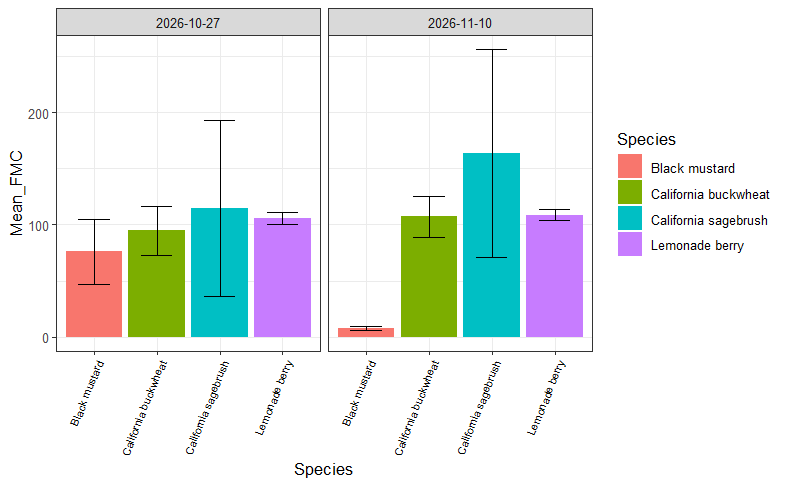 2026-10-27
2026-11-10
Mean_FMC
200
100
0
Black mustard
California buckwheat
California sagebrush
Lemonade berry
Black mustard
California buckwheat
California sagebrush
Lemonade berry
Species
Species
Black mustard
California buckwheat
California sagebrush
Lemonade berry